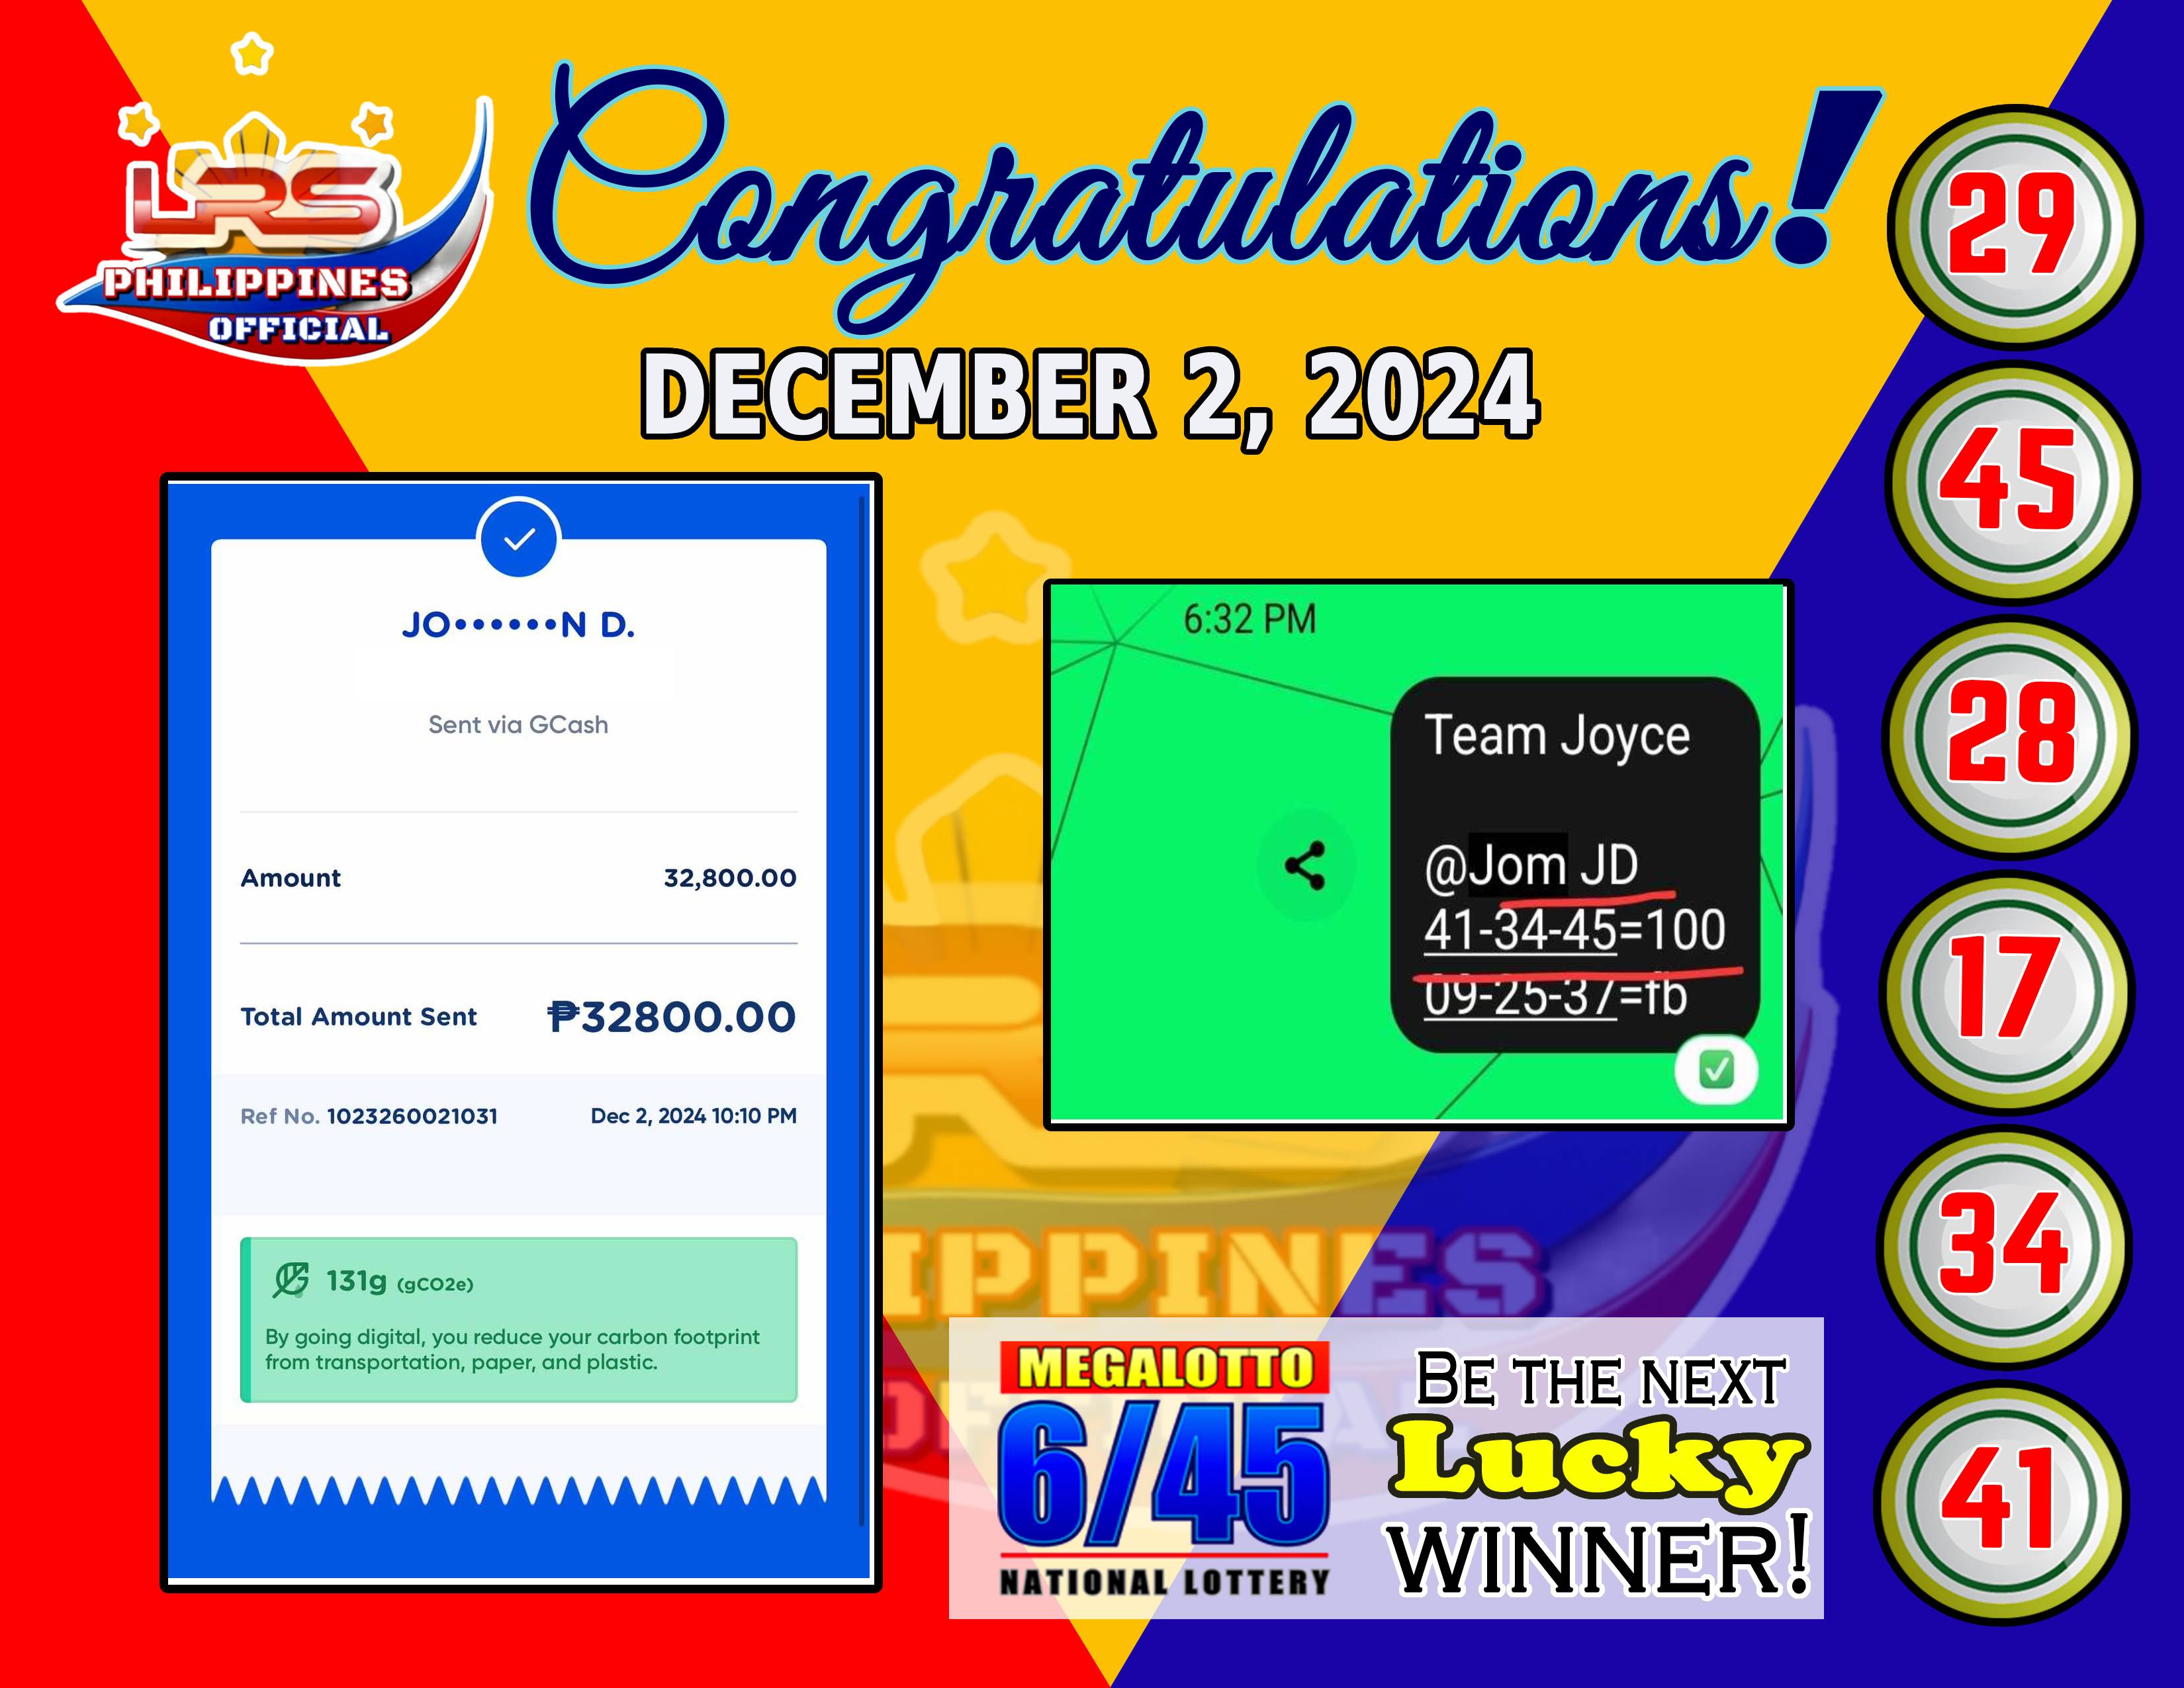 LRS
PHILIPPINES
OFFICIAL
Congratulations!
DECEMBER 2, 2024
JO••••••N D.
Sent via GCash
Amount 32,800.00
Total Amount Sent ₱32800.00
Ref No. 1023260021031 Dec 2, 2024 10:10 PM
131g (gCO2e)
By going digital, you reduce your carbon footprint
from transportation, paper, and plastic.
6:32 PM
Team Joyce
@Jom JD
41-34-45=100
09-25-37=fb
IPPINES
MEGALOTTO
6/45
NATIONAL LOTTERY
BE THE NEXT
Lucky
WINNER!
29
45
28
17
34
41